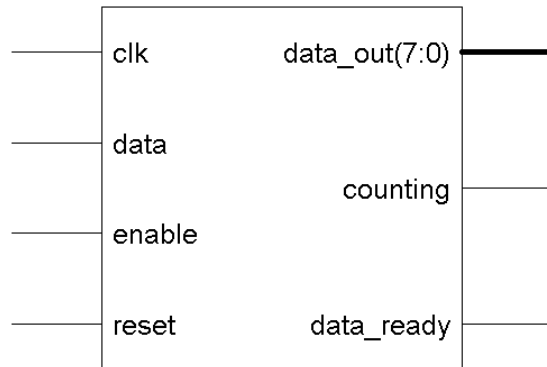 clk
data_out(7:0)
data
counting
enable
reset
data_ready